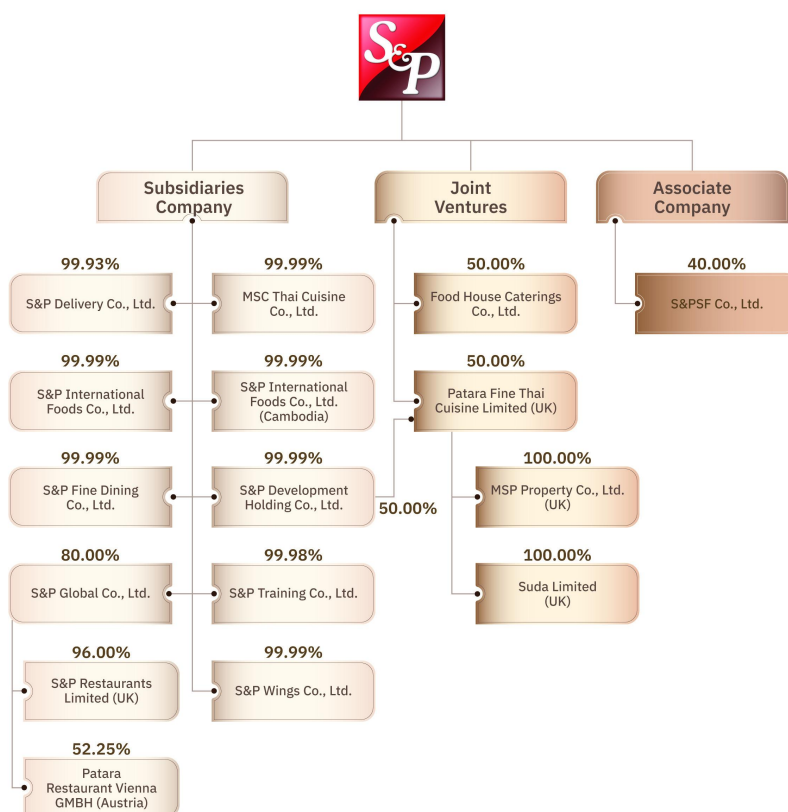 S&P
Subsidiaries
Company
Joint
Ventures
Associate
Company
99.93%
S&P Delivery Co., Ltd.
99.99%
MSC Thai Cuisine
Co., Ltd.
50.00%
Food House Caterings
Co., Ltd.
40.00%
S&PSF Co., Ltd.
99.99%
S&P International
Foods Co., Ltd.
99.99%
S&P International
Foods Co., Ltd.
(Cambodia)
50.00%
Patara Fine Thai
Cuisine Limited (UK)
99.99%
S&P Fine Dining
Co., Ltd.
99.99%
S&P Development
Holding Co., Ltd.
50.00%
100.00%
MSP Property Co., Ltd.
(UK)
80.00%
S&P Global Co., Ltd.
99.98%
S&P Training Co., Ltd.
100.00%
Suda Limited
(UK)
96.00%
S&P Restaurants
Limited (UK)
99.99%
S&P Wings Co., Ltd.
52.25%
Patara
Restaurant Vienna
GMBH (Austria)